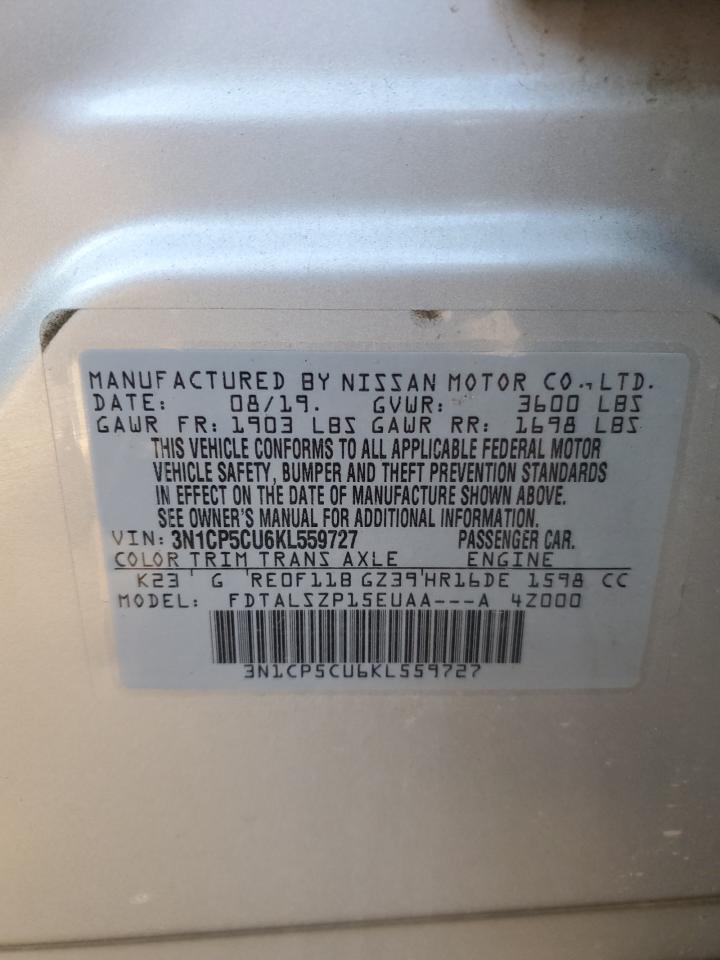 MANUFACTURED BY NISSAN MOTOR CO., LTD.
DATE: 08/19. GVWR: 3600 LBS
GAWR FR: 1903 LBS GAWR RR: 1698 LBS
THIS VEHICLE CONFORMS TO ALL APPLICABLE FEDERAL MOTOR
VEHICLE SAFETY, BUMPER AND THEFT PREVENTION STANDARDS
IN EFFECT ON THE DATE OF MANUFACTURE SHOWN ABOVE.
SEE OWNER'S MANUAL FOR ADDITIONAL INFORMATION.
VIN: 3N1CP5CU6KL559727 PASSENGER CAR.
COLOR TRIM TRANS AXLE ENGINE
K23 G RE0F11B GZ39 HR16DE 1598 CC
MODEL: FDTALSZP15EUAA---A 4Z000
3N1CP5CU6KL559727